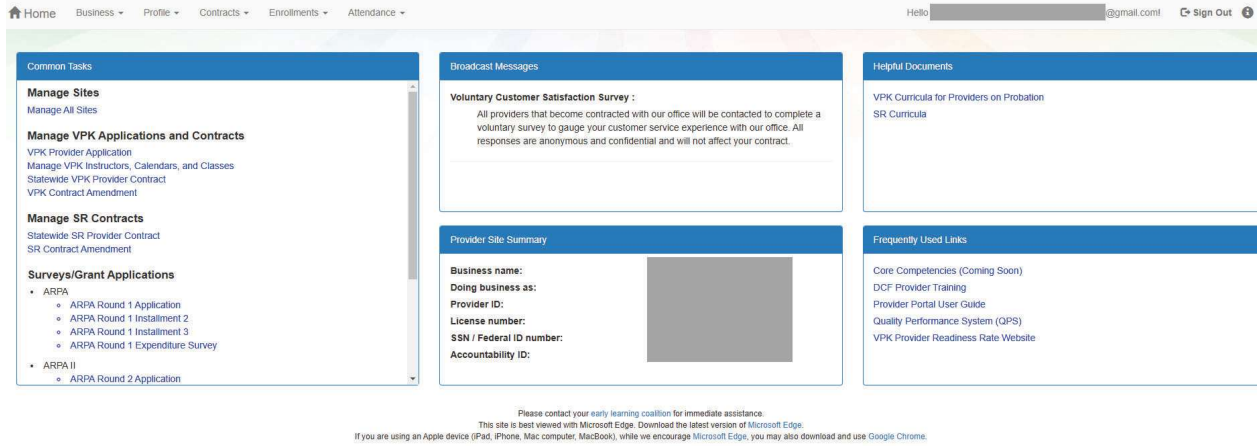 Home Business Profile Contracts Enrollments Attendance Hello @gmail.com! Sign Out
Common Tasks
Manage Sites
Manage All Sites
Manage VPK Applications and Contracts
VPK Provider Application
Manage VPK Instructors, Calendars, and Classes
Statewide VPK Provider Contract
VPK Contract Amendment
Manage SR Contracts
Statewide SR Provider Contract
SR Contract Amendment
Surveys/Grant Applications
• ARPA
ARPA Round 1 Application
ARPA Round 1 Installment 2
ARPA Round 1 Installment 3
ARPA Round 1 Expenditure Survey
• ARPA II
ARPA Round 2 Application
Broadcast Messages
Voluntary Customer Satisfaction Survey :
All providers that become contracted with our office will be contacted to complete a
voluntary survey to gauge your customer service experience with our office. All
responses are anonymous and confidential and will not affect your contract.
Provider Site Summary
Business name:
Doing business as:
Provider ID:
License number:
SSN / Federal ID number:
Accountability ID:
Helpful Documents
VPK Curricula for Providers on Probation
SR Curricula
Frequently Used Links
Core Competencies (Coming Soon)
DCF Provider Training
Provider Portal User Guide
Quality Performance System (QPS)
VPK Provider Readiness Rate Website
Please contact your early learning coalition for immediate assistance.
This site is best viewed with Microsoft Edge. Download the latest version of Microsoft Edge.
If you are using an Apple device (iPad, iPhone, Mac computer, MacBook), while we encourage Microsoft Edge, you may also download and use Google Chrome.